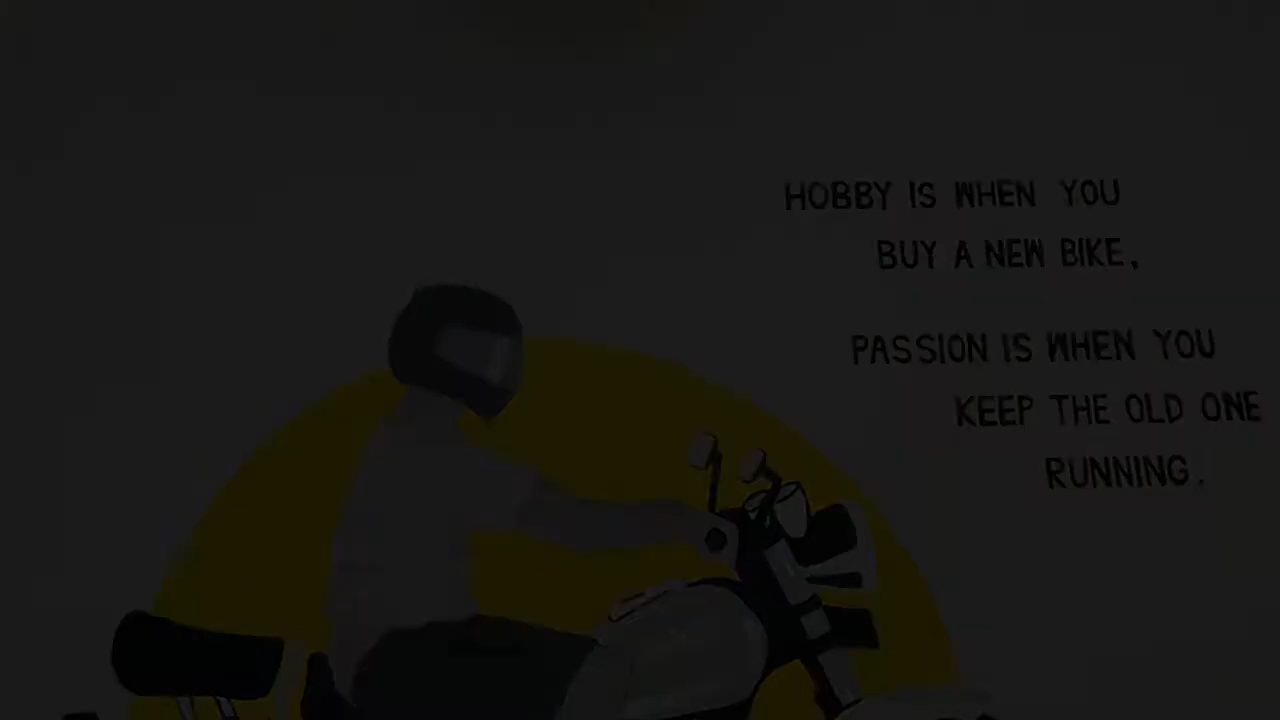 HOBBY IS WHEN YOU
BUY A NEW BIKE,
PASSION IS WHEN YOU
KEEP THE OLD ONE
RUNNING.